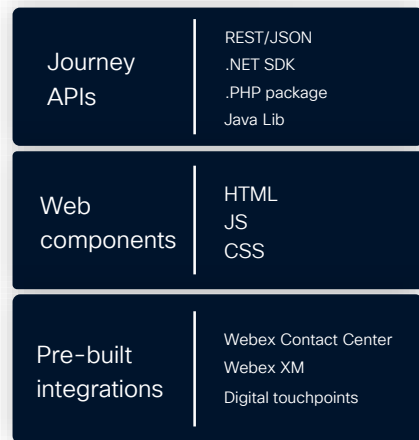 Journey
APIs
REST/JSON
.NET SDK
.PHP package
Java Lib
Web
components
HTML
JS
CSS
Pre-built
integrations
Webex Contact Center
Webex XM
Digital touchpoints